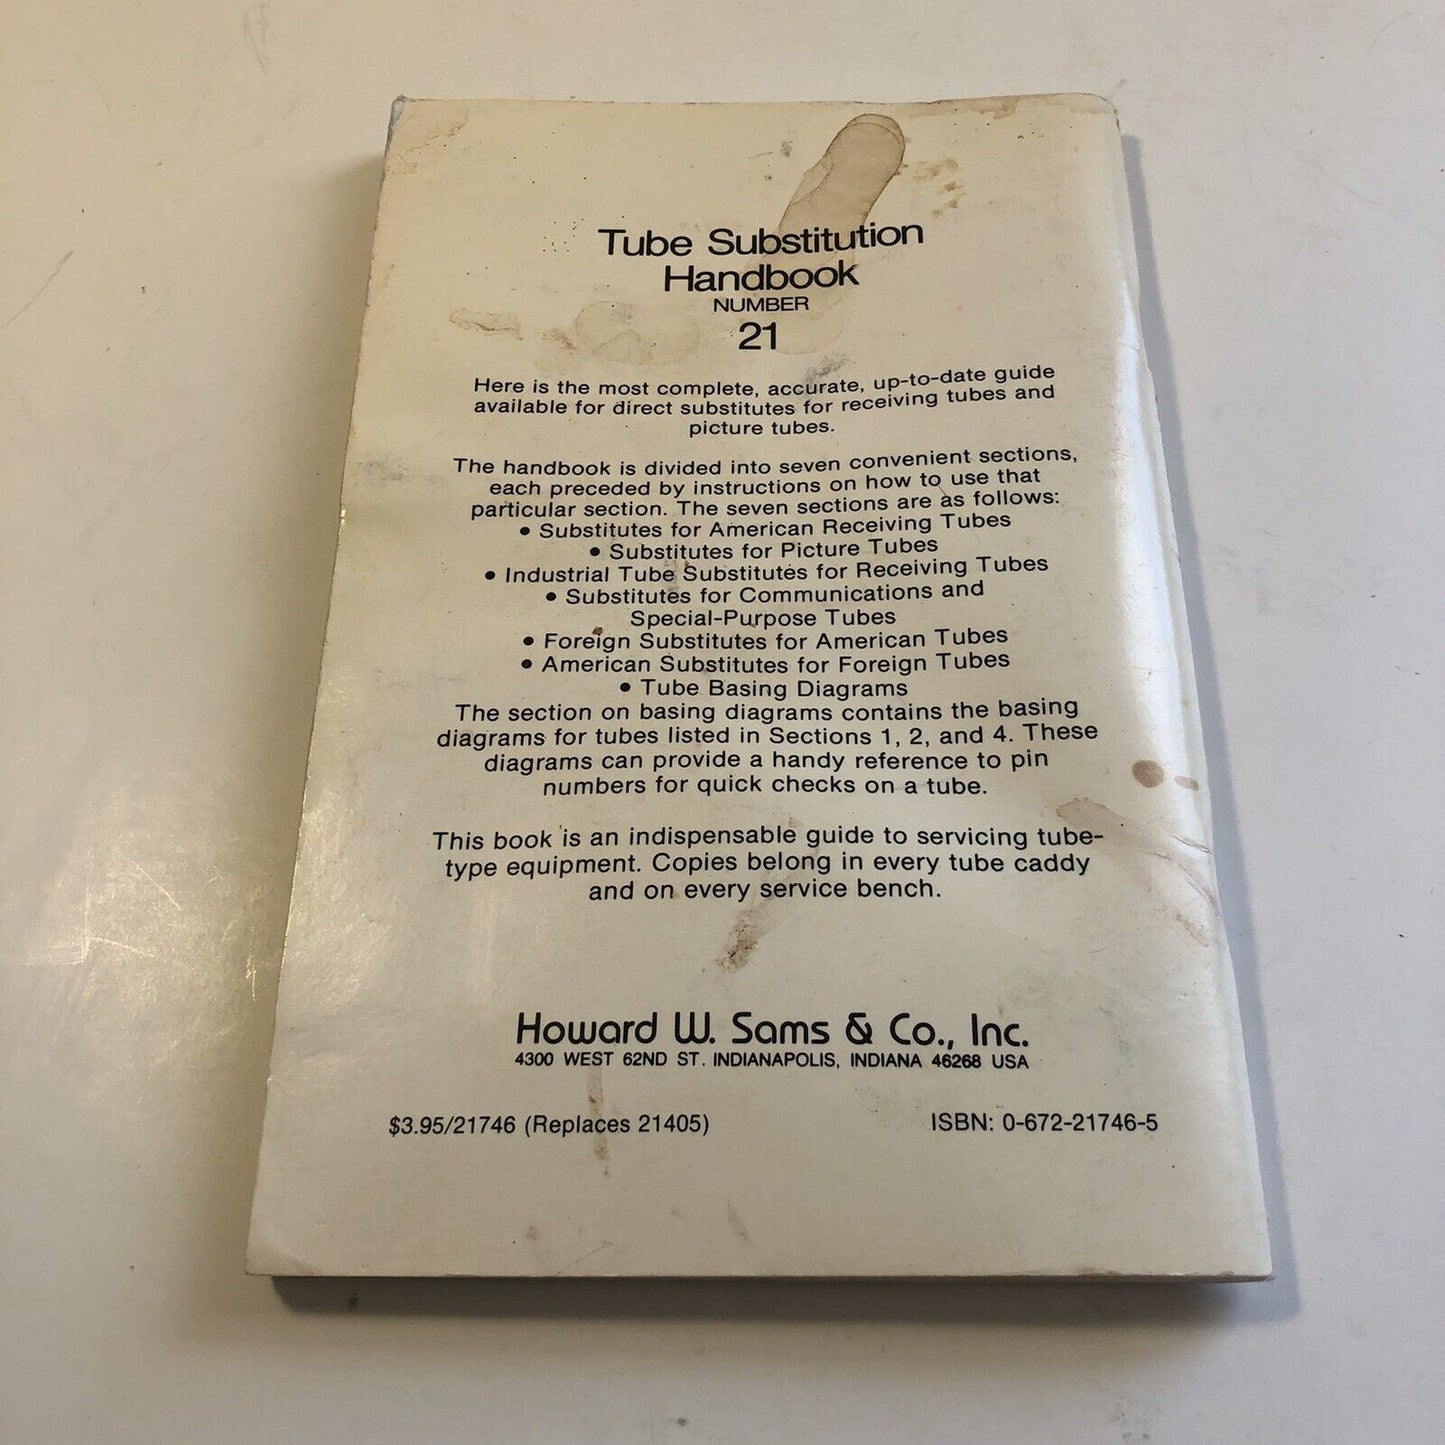 Tube Substitution
Handbook
NUMBER
21
Here is the most complete, accurate, up-to-date guide
available for direct substitutes for receiving tubes and
picture tubes.
The handbook is divided into seven convenient sections,
each preceded by instructions on how to use that
particular section. The seven sections are as follows:
• Substitutes for American Receiving Tubes
• Substitutes for Picture Tubes
• Industrial Tube Substitutes for Receiving Tubes
• Substitutes for Communications and
Special-Purpose Tubes
• Foreign Substitutes for American Tubes
• American Substitutes for Foreign Tubes
• Tube Basing Diagrams
The section on basing diagrams contains the basing
diagrams for tubes listed in Sections 1, 2, and 4. These
diagrams can provide a handy reference to pin
numbers for quick checks on a tube.
This book is an indispensable guide to servicing tube-
type equipment. Copies belong in every tube caddy
and on every service bench.
Howard W. Sams & Co., Inc.
4300 WEST 62ND ST. INDIANAPOLIS, INDIANA 46268 USA
$3.95/21746 (Replaces 21405)
ISBN: 0-672-21746-5